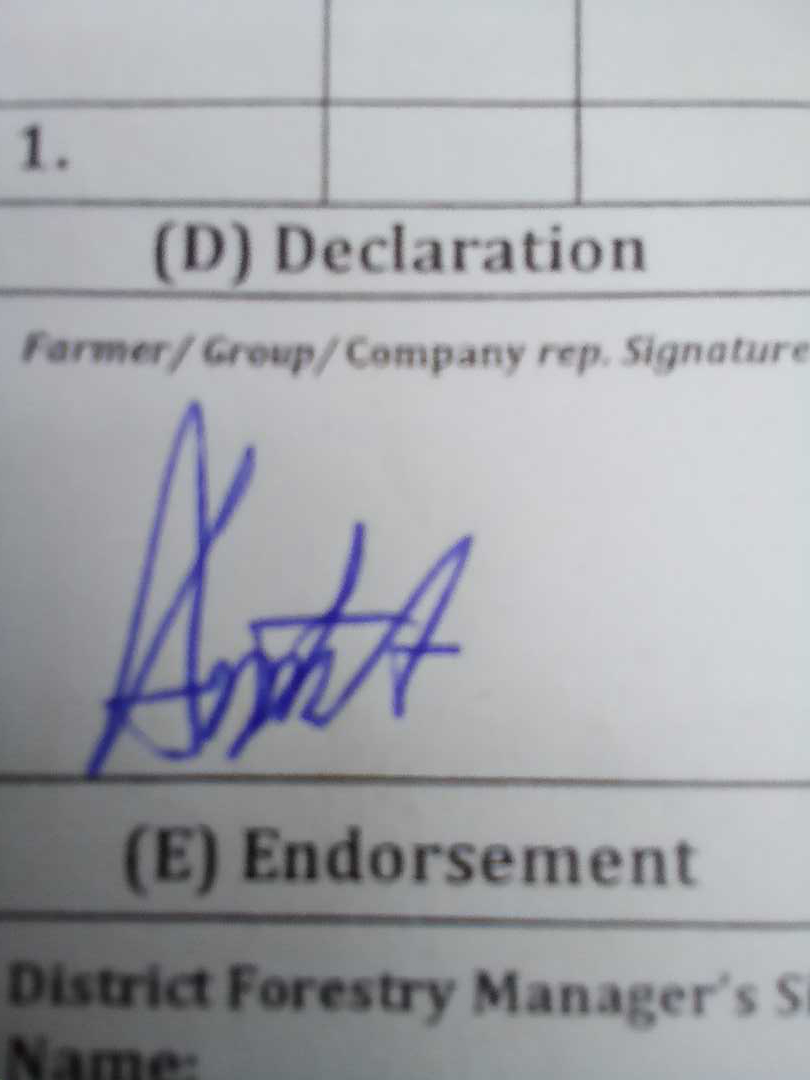 1.
(D) Declaration
Farmer/ Group/Company rep. Signature
(E) Endorsement
District Forestry Manager's
Name: